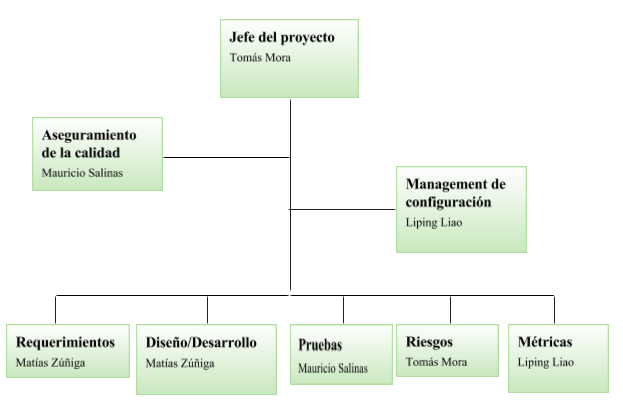 Jefe del proyecto
Tomás Mora
Aseguramiento
de la calidad
Mauricio Salinas
Management de
configuración
Liping Liao
Requerimientos
Matías Zúñiga
Diseño/Desarrollo
Matías Zúñiga
Pruebas
Mauricio Salinas
Riesgos
Tomás Mora
Métricas
Liping Liao